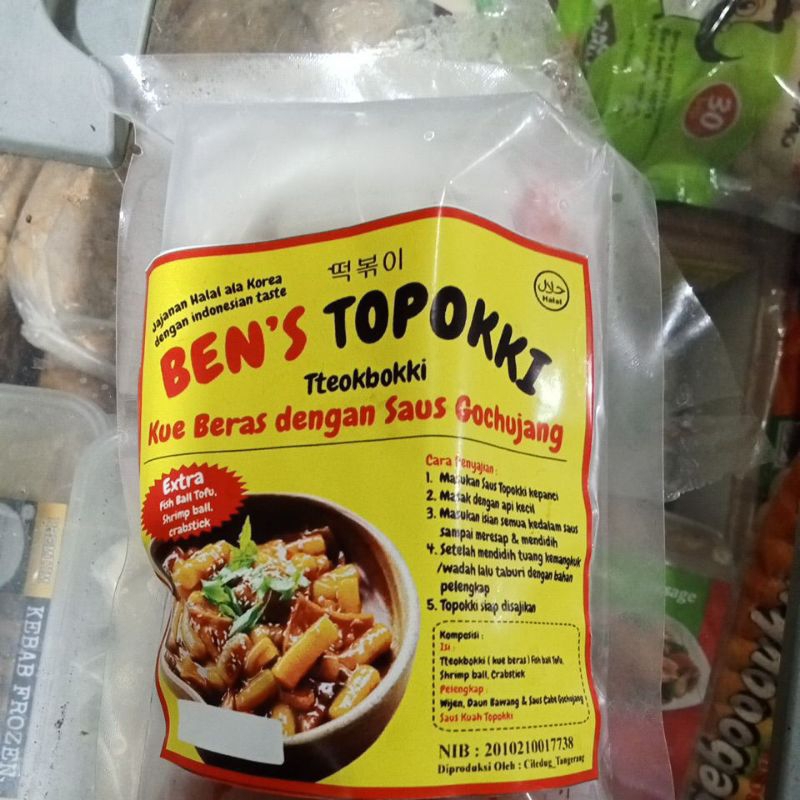 Jajanan Halal ala Korea
dengan indonesian taste
떡볶이
حلال
Halal
BEN'S TOPOKKI
Tteokbokki
Kue Beras dengan Saus Gochujang
Extra
Fish Ball Tofu,
Shrimp ball,
crabstick
Cara Penyajian :
1. Masukan Saus Topokki kepanci
2. Masak dengan api kecil
3. Masukan isian semua kedalam saus
sampai meresap & mendidih
4. Setelah mendidih tuang kemangkuk
/wadah lalu taburi dengan bahan
pelengkap
5. Topokki siap disajikan
Komposisi :
Isi :
Tteokbokki ( kue beras ) Fish ball Tofu,
Shrimp ball, Crabstick
Pelengkap :
Wijen, Daun Bawang & Saus Cabe Gochujang
Saus Kuah Topokki
NIB : 2010210017738
Diproduksi Oleh : Ciledug_Tangerang
30
KEBAB FROZEN